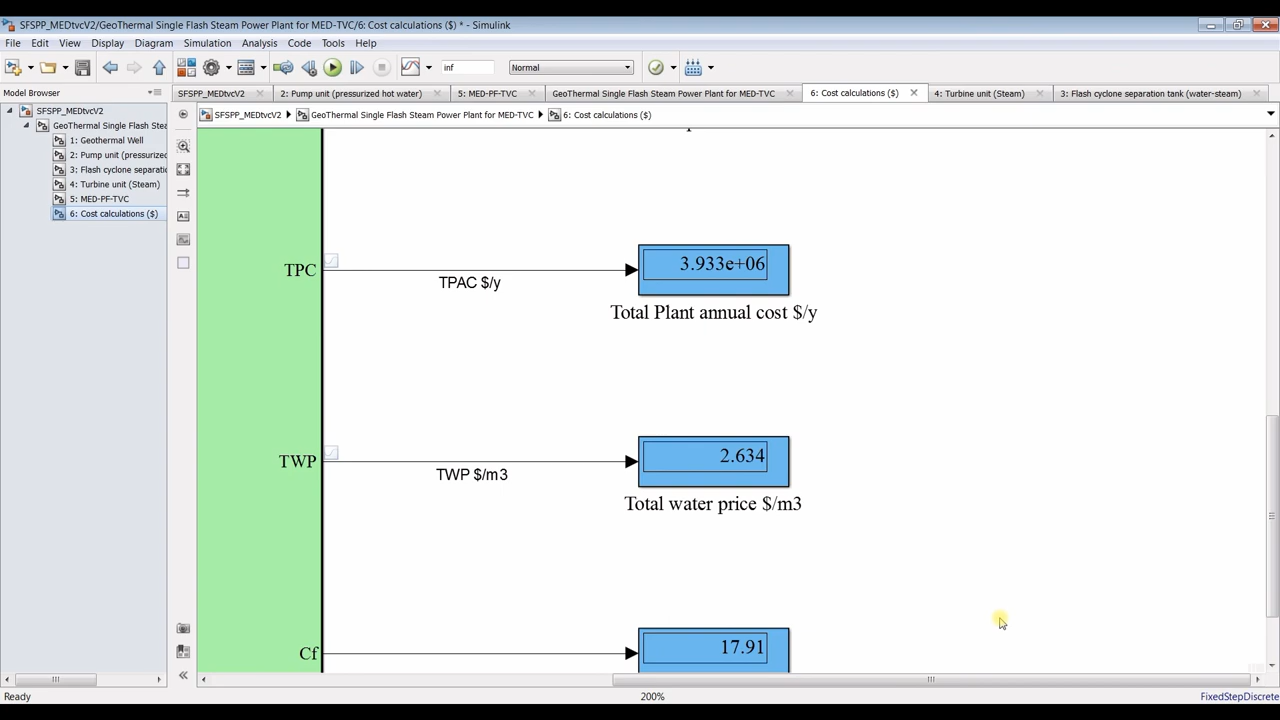 SFSPP_MEDtvcV2/GeoThermal Single Flash Steam Power Plant for MED-TVC/6: Cost calculations ($) * - Simulink
File Edit View Display Diagram Simulation Analysis Code Tools Help
inf Normal
Model Browser
SFSPP_MEDtvcV2 2: Pump unit (pressurized hot water) 5: MED-PF-TVC GeoThermal Single Flash Steam Power Plant for MED-TVC 6: Cost calculations ($) 4: Turbine unit (Steam) 3: Flash cyclone separation tank (water-steam)
SFSPP_MEDtvcV2 GeoThermal Single Flash Steam Power Plant for MED-TVC 6: Cost calculations ($)
SFSPP_MEDtvcV2
GeoThermal Single Flash Stea
1: Geothermal Well
2: Pump unit (pressurized
3: Flash cyclone separati
4: Turbine unit (Steam)
5: MED-PF-TVC
6: Cost calculations ($)
TPC
TPAC $/y
3.933e+06
Total Plant annual cost $/y
TWP
TWP $/m3
2.634
Total water price $/m3
Cf
17.91
Ready
200%
FixedStepDiscrete